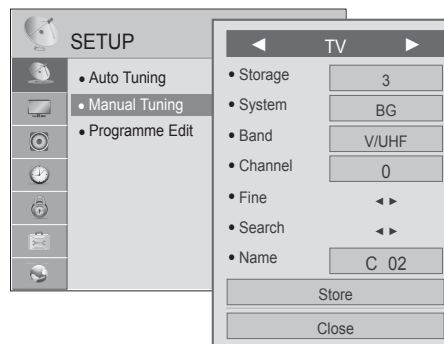 SETUP
• Auto Tuning
• Manual Tuning
• Programme Edit
◄ TV ►
• Storage 3
• System BG
• Band V/UHF
• Channel 0
• Fine ◄ ►
• Search ◄ ►
• Name C 02
Store
Close